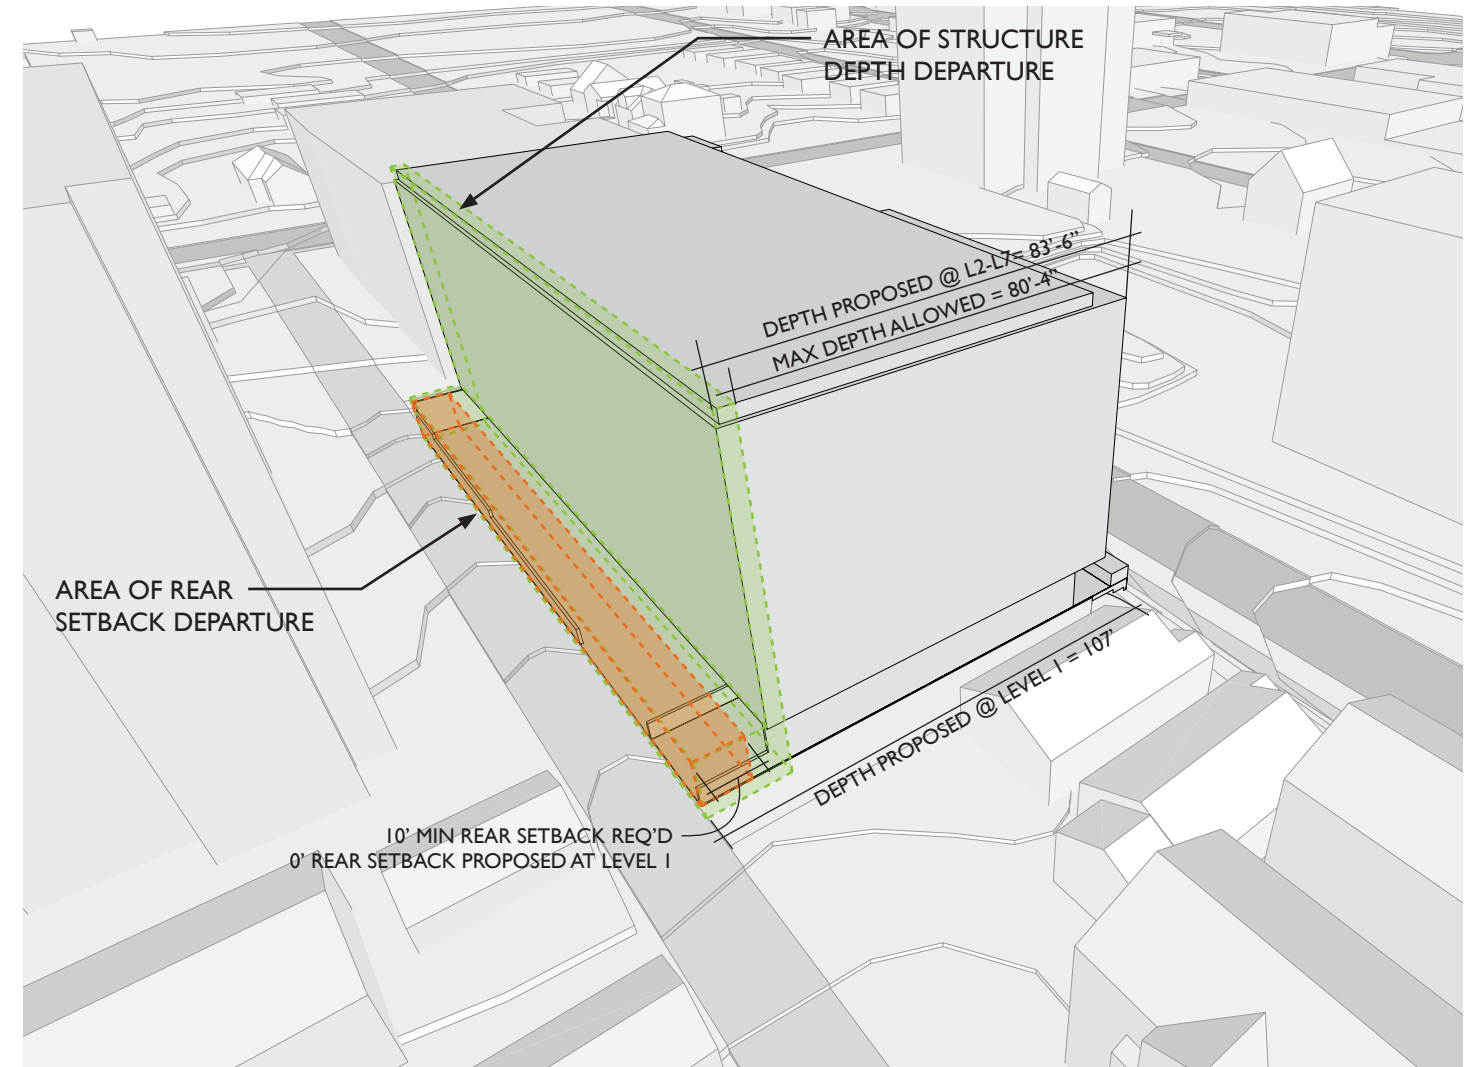 AREA OF STRUCTURE
DEPTH DEPARTURE
DEPTH PROPOSED @ L2-L7= 83’-6”
MAX DEPTH ALLOWED = 80’-4”
AREA OF REAR
SETBACK DEPARTURE
DEPTH PROPOSED @ LEVEL 1 = 107’
10’ MIN REAR SETBACK REQ’D
0’ REAR SETBACK PROPOSED AT LEVEL 1